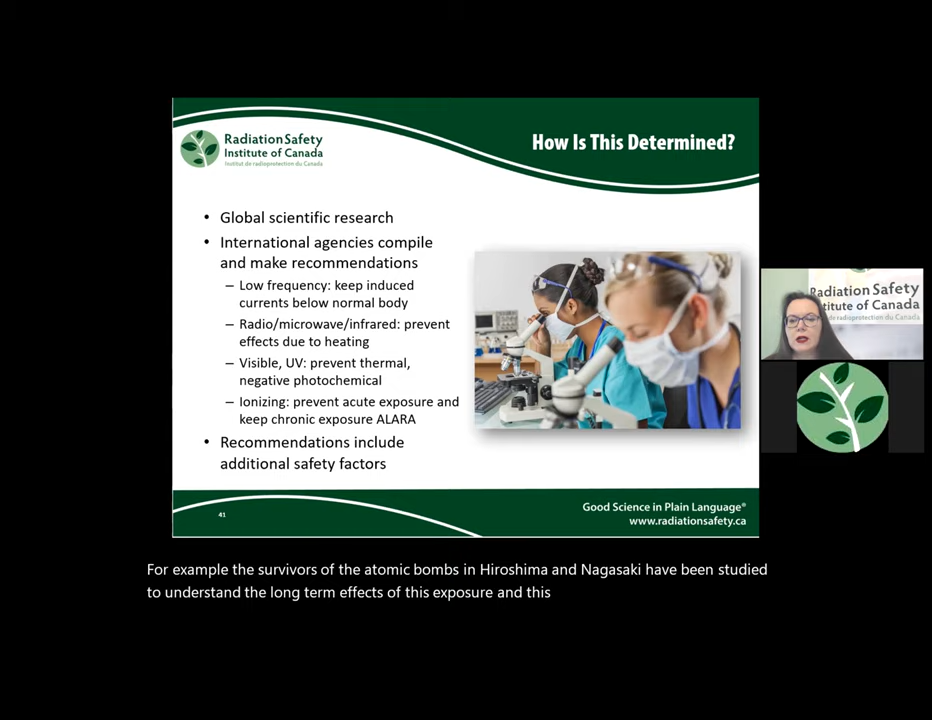 Radiation Safety
Institute of Canada
Institut de radioprotection du Canada
How Is This Determined?
• Global scientific research
• International agencies compile
and make recommendations
– Low frequency: keep induced
currents below normal body
– Radio/microwave/infrared: prevent
effects due to heating
– Visible, UV: prevent thermal,
negative photochemical
– Ionizing: prevent acute exposure and
keep chronic exposure ALARA
• Recommendations include
additional safety factors
41
Good Science in Plain Language®
www.radiationsafety.ca
Radiation Safety
titute of Canada
de radioprotection du Canada
For example the survivors of the atomic bombs in Hiroshima and Nagasaki have been studied
to understand the long term effects of this exposure and this